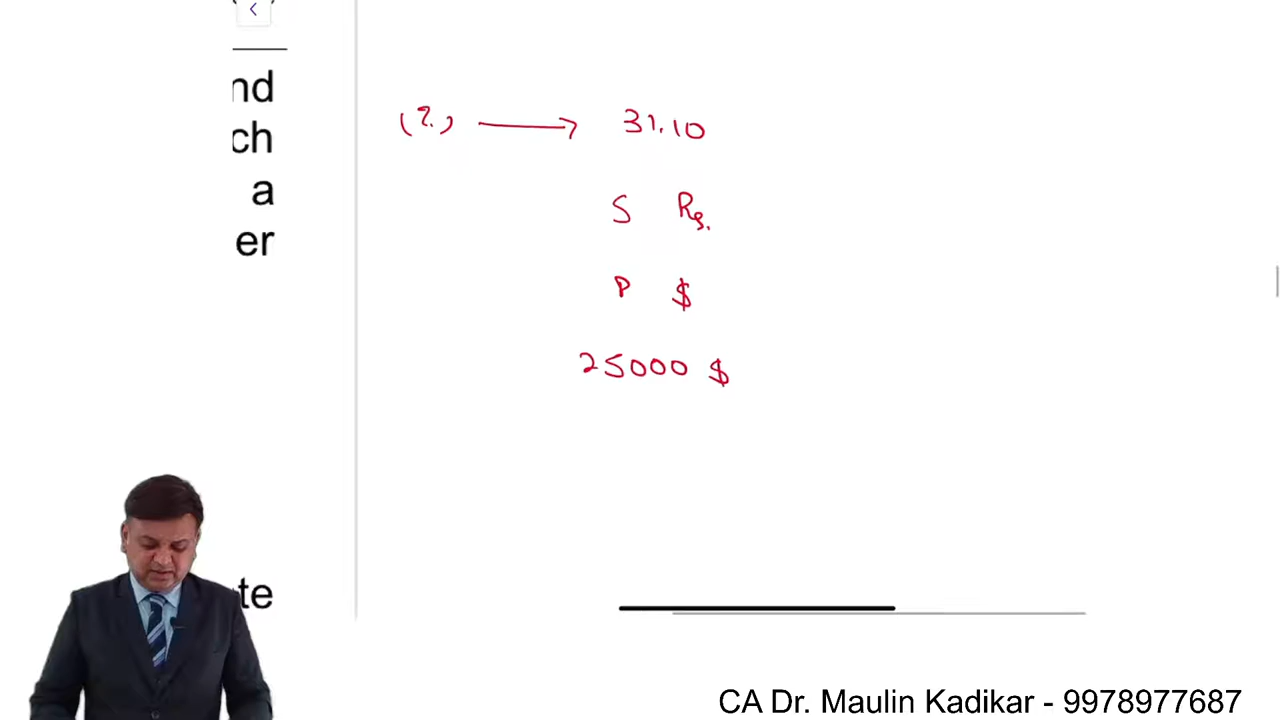 nd
ch
a
er
te
(2) → 31.10
S Rs.
P $
25000 $
CA Dr. Maulin Kadikar - 9978977687